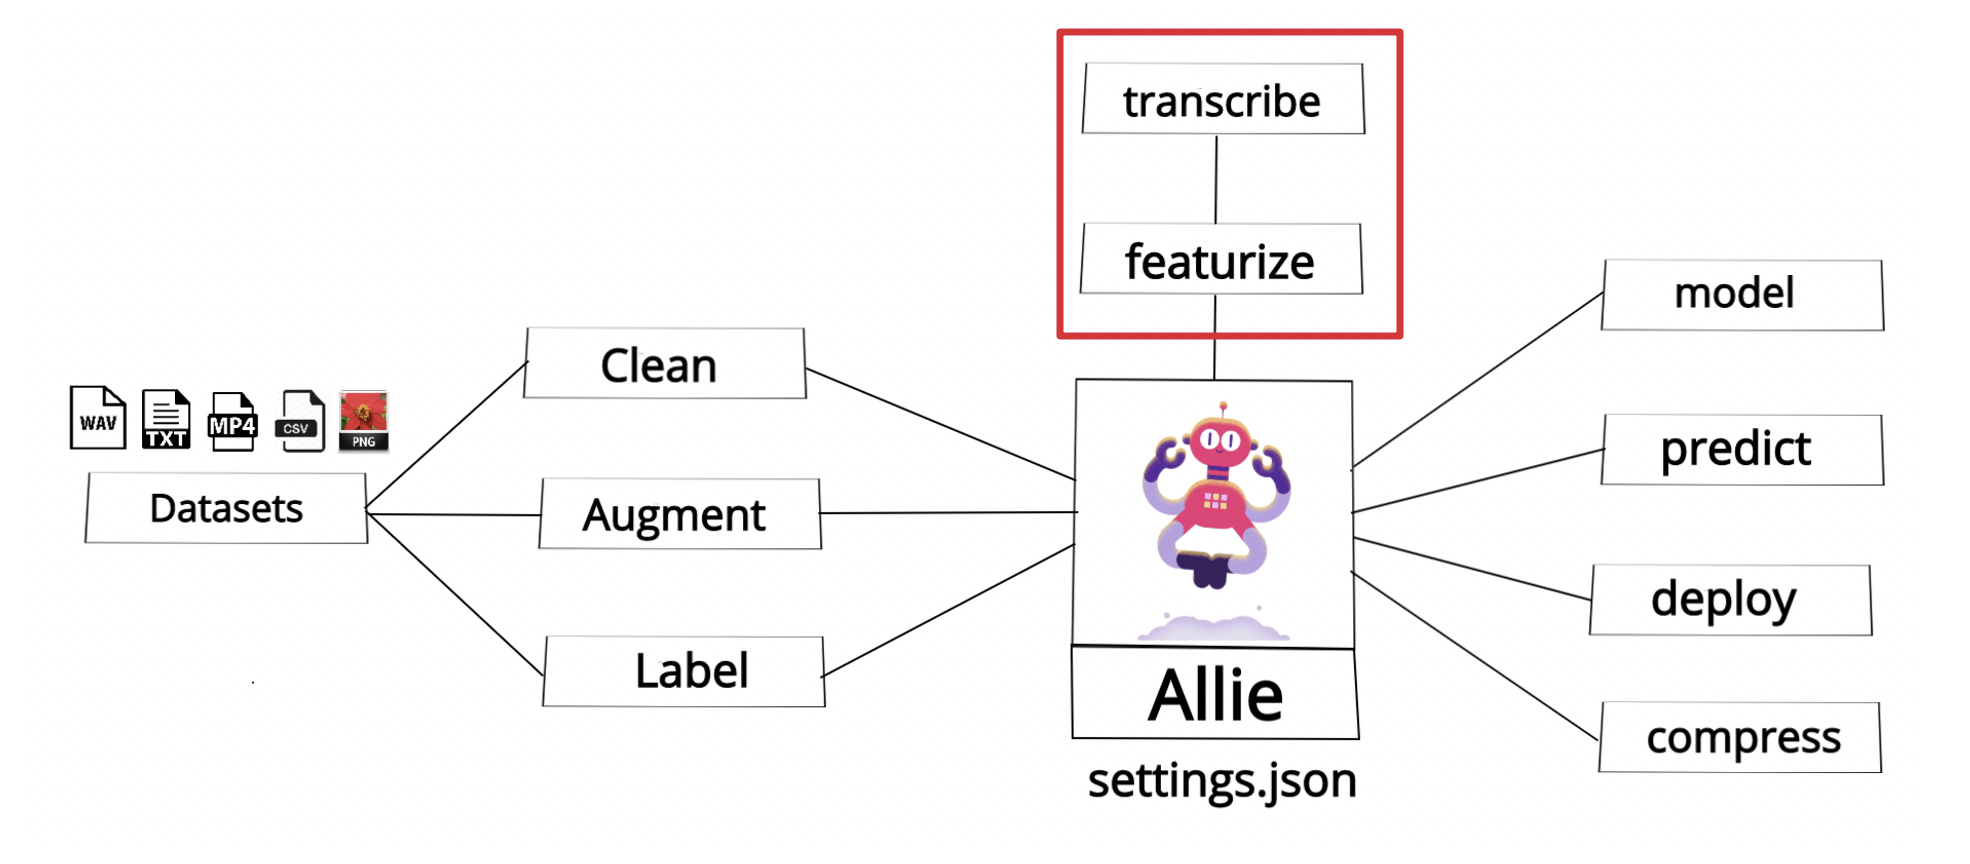 transcribe
featurize
model
Clean
WAV
TXT
MP4
CSV
PNG
predict
Datasets
Augment
deploy
Label
Allie
compress
settings.json